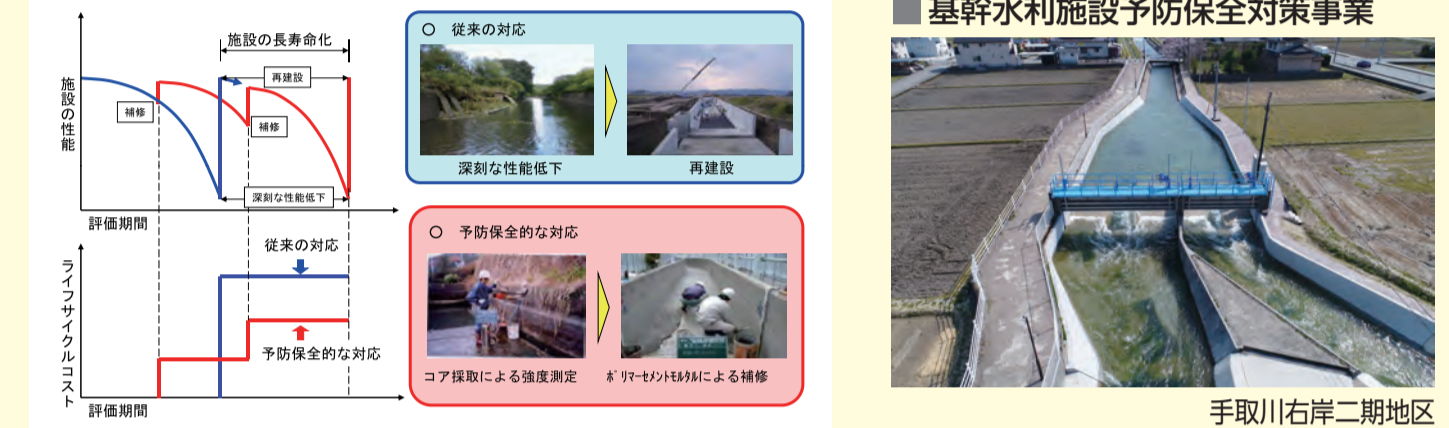 施設の長寿命化
再建設
施設の性能
補修
補修
深刻な性能低下
評価期間
従来の対応
ライフサイクルコスト
予防保全的な対応
評価期間
○ 従来の対応
深刻な性能低下
再建設
○ 予防保全的な対応
コア採取による強度測定
ﾎﾟﾘﾏｰｾﾒﾝﾄﾓﾙﾀﾙによる補修
■基幹水利施設予防保全対策事業
手取川右岸二期地区